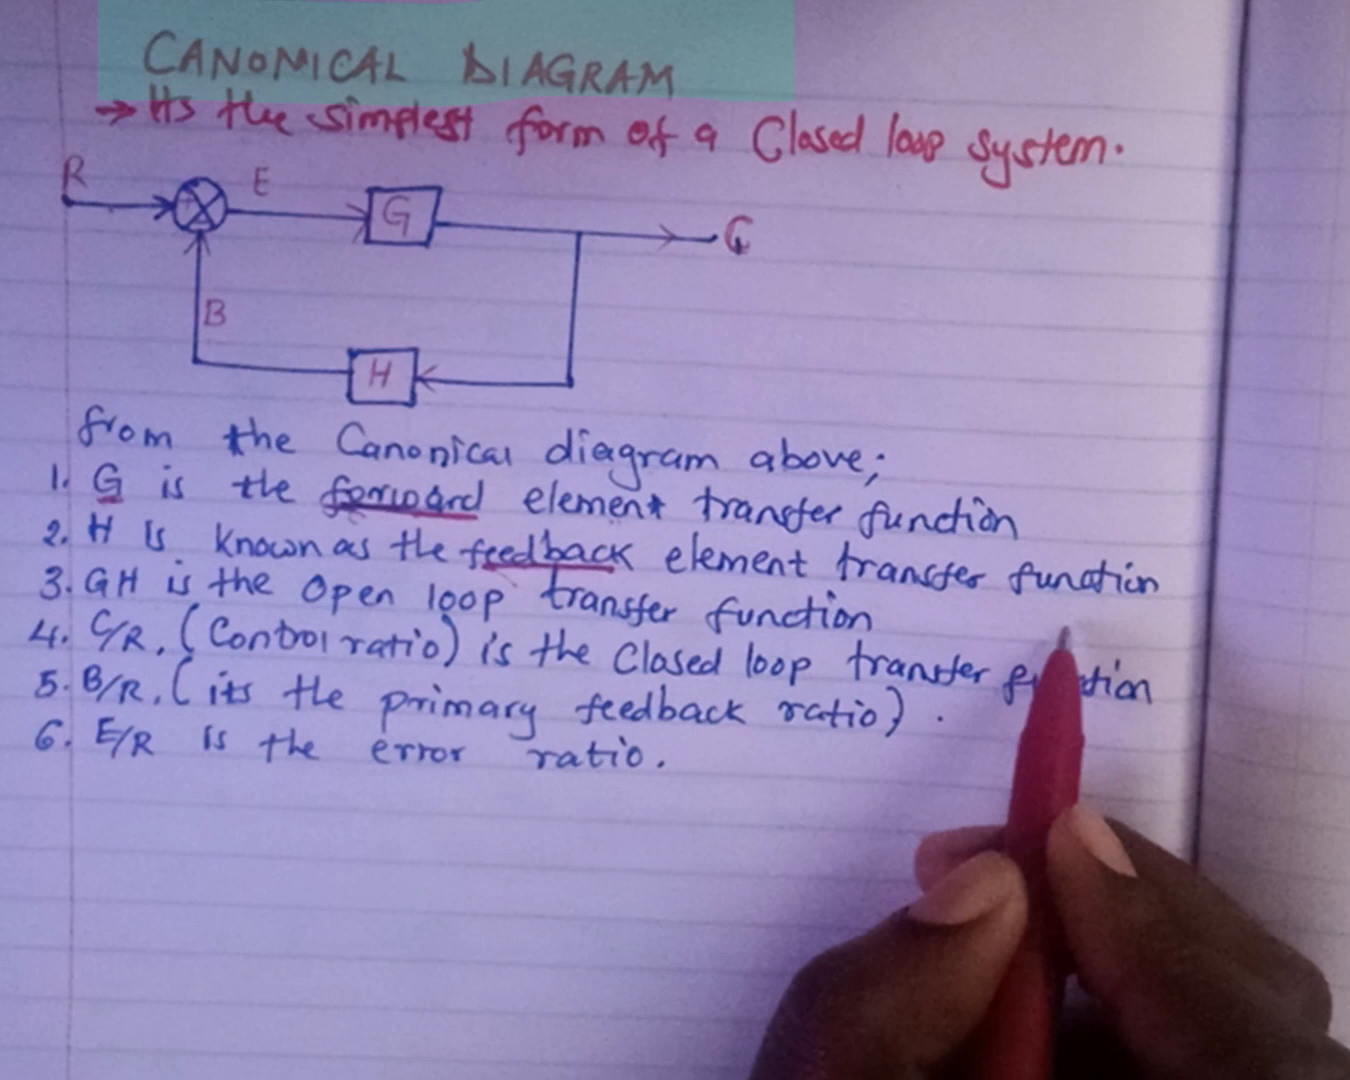 CANONICAL DIAGRAM
→ Its the simplest form of a Closed loop system.
R E G C
B
H
from the Canonical diagram above;
1. G is the forward element transfer function
2. H Is known as the feedback element transfer function
3. GH is the Open loop transfer function
4. C/R, (Control ratio) is the Closed loop transfer
5. B/R, (its the primary feedback ratio).
6. E/R is the error ratio.